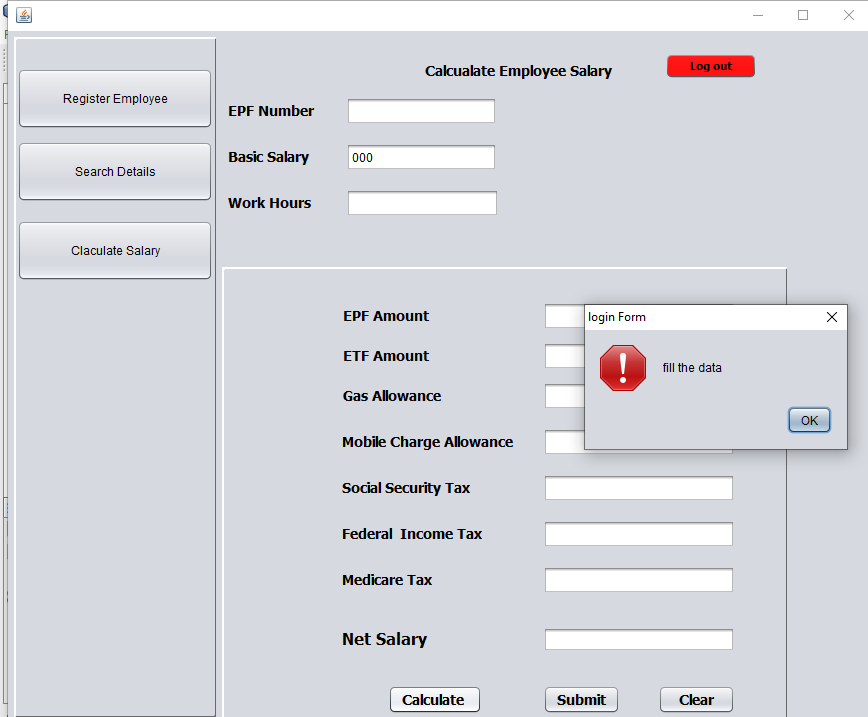 Calcualate Employee Salary
Log out
Register Employee
Search Details
Claculate Salary
EPF Number
Basic Salary
000
Work Hours
EPF Amount
ETF Amount
Gas Allowance
Mobile Charge Allowance
Social Security Tax
Federal Income Tax
Medicare Tax
Net Salary
Calculate
Submit
Clear
login Form
fill the data
OK